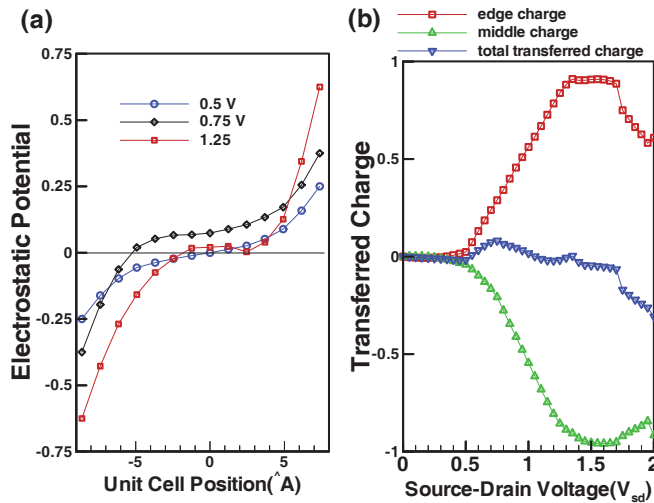 (a)
0.75
0.5
0.25
0
-0.25
-0.5
-0.75
Electrostatic Potential
0.5 V
0.75 V
1.25
-5
0
5
Unit Cell Position(^A)
(b)
edge charge
middle charge
total transferred charge
1
0.5
0
-0.5
-1
Transferred Charge
0
0.5
1
1.5
2
Source-Drain Voltage(Vsd)